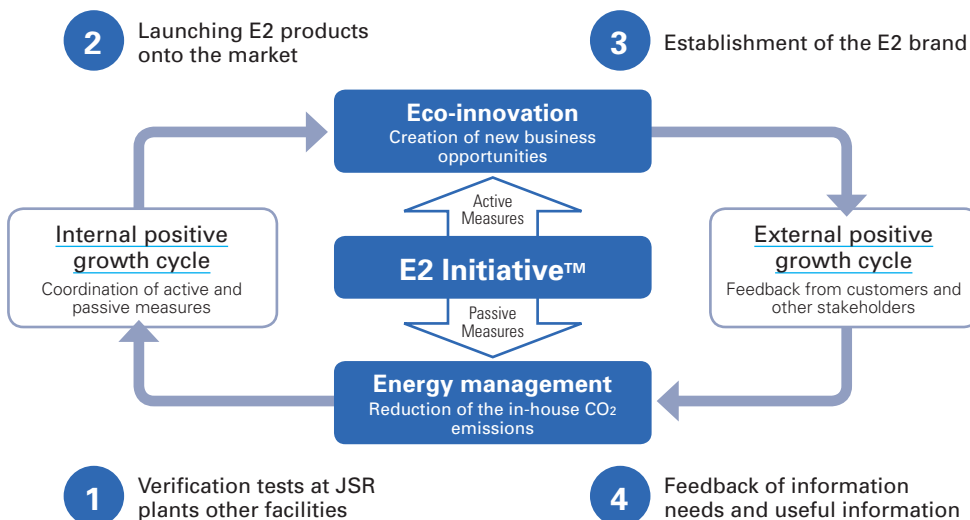 2
Launching E2 products
onto the market
3
Establishment of the E2 brand
Eco-innovation
Creation of new business
opportunities
Active
Measures
Internal positive
growth cycle
Coordination of active and
passive measures
E2 Initiative™
External positive
growth cycle
Feedback from customers and
other stakeholders
Passive
Measures
Energy management
Reduction of the in-house CO₂
emissions
1
Verification tests at JSR
plants other facilities
4
Feedback of information
needs and useful information